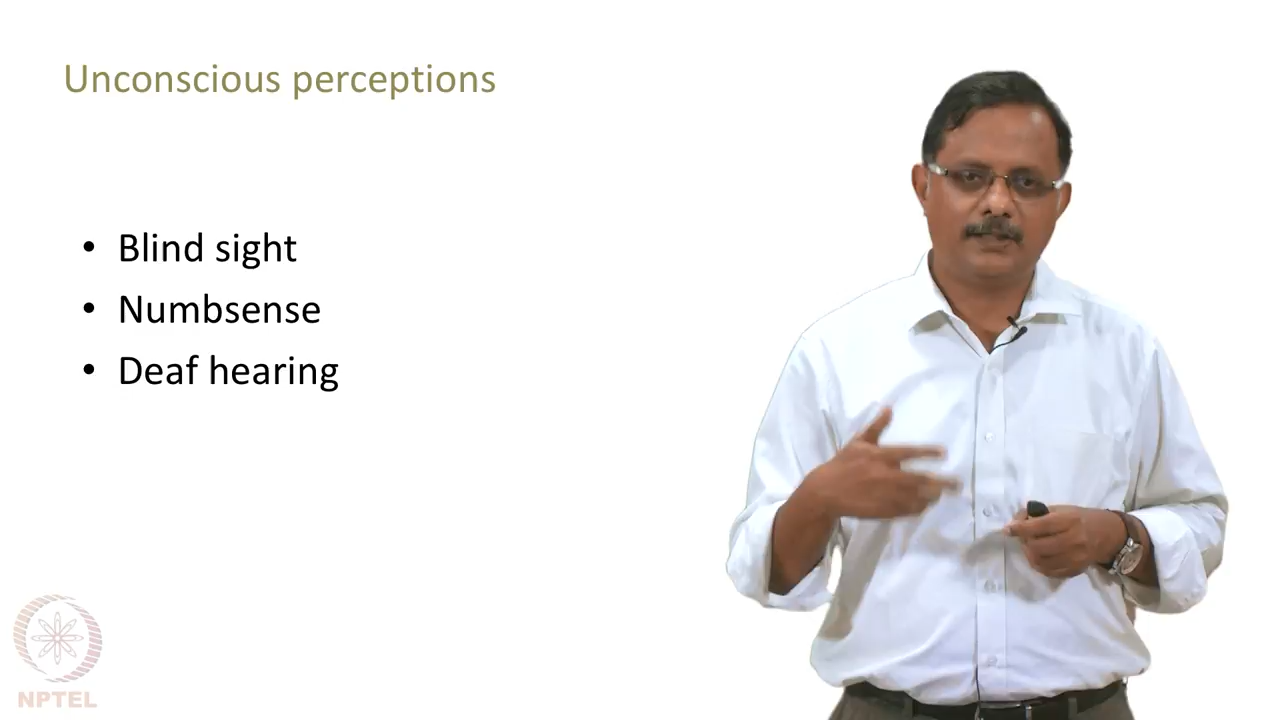 Unconscious perceptions
• Blind sight
• Numbsense
• Deaf hearing
NPTEL